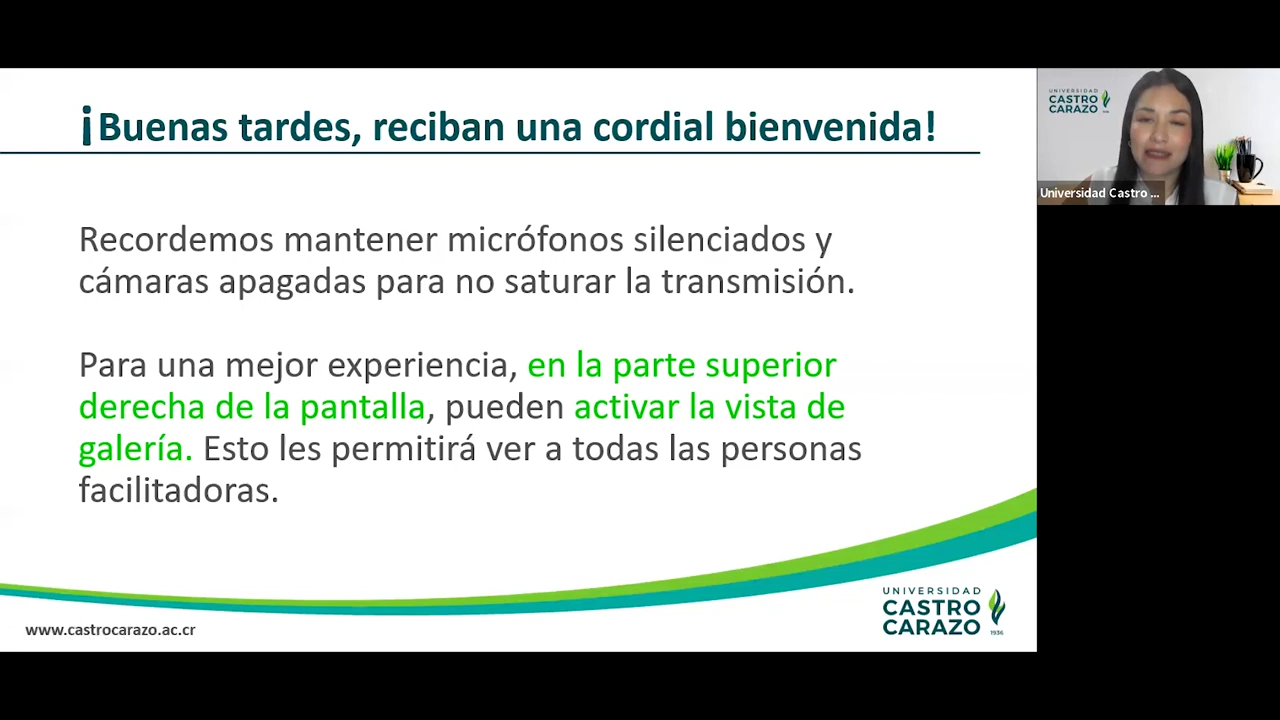 ¡Buenas tardes, reciban una cordial bienvenida!
Recordemos mantener micrófonos silenciados y
cámaras apagadas para no saturar la transmisión.
Para una mejor experiencia, en la parte superior
derecha de la pantalla, pueden activar la vista de
galería. Esto les permitirá ver a todas las personas
facilitadoras.
www.castrocarazo.ac.cr
UNIVERSIDAD
CASTRO
CARAZO
1936
UNIVERSIDAD
CASTRO
CARAZO
Universidad Castro ...